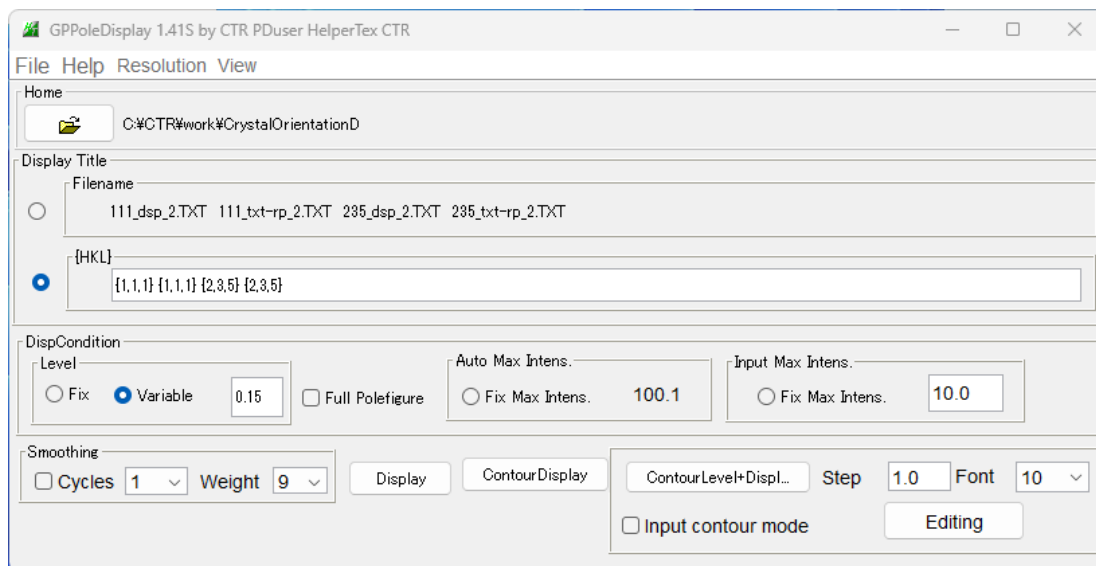 GPPoleDisplay 1.41S by CTR PDuser HelperTex CTR
File Help Resolution View
Home
C:¥CTR¥work¥CrystalOrientationD
Display Title
Filename
111_dsp_2.TXT 111_txt-rp_2.TXT 235_dsp_2.TXT 235_txt-rp_2.TXT
{HKL}
{1,1,1} {1,1,1} {2,3,5} {2,3,5}
DispCondition
Level
Fix Variable 0.15 Full Polefigure
Auto Max Intens.
Fix Max Intens. 100.1
Input Max Intens.
Fix Max Intens. 10.0
Smoothing
Cycles 1 Weight 9 Display ContourDisplay ContourLevel+Displ... Step 1.0 Font 10
Input contour mode Editing